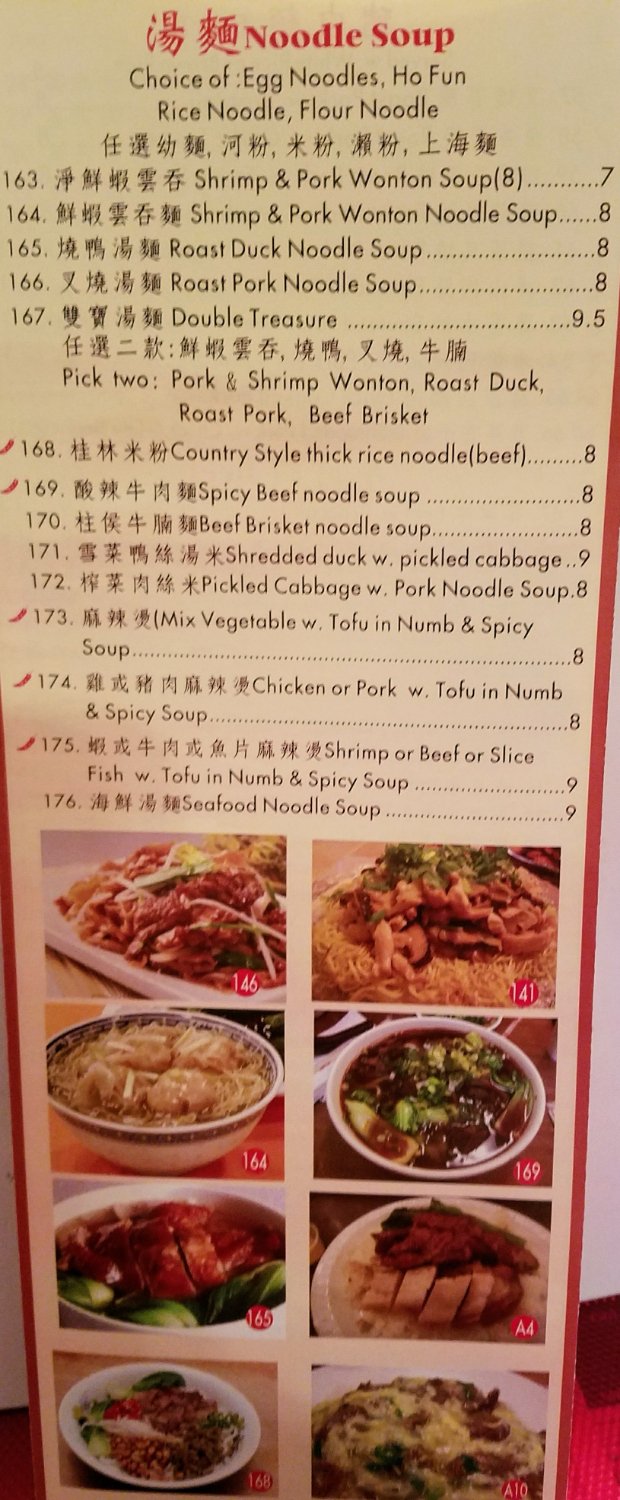 湯麵Noodle Soup
Choice of :Egg Noodles, Ho Fun
Rice Noodle, Flour Noodle
任選幼麵, 河粉, 米粉, 瀨粉, 上海麵
163. 淨鮮蝦雲吞 Shrimp & Pork Wonton Soup(8)...........7
164. 鮮蝦雲吞麵 Shrimp & Pork Wonton Noodle Soup......8
165. 燒鴨湯麵 Roast Duck Noodle Soup..........................8
166. 叉燒湯麵 Roast Pork Noodle Soup...........................8
167. 雙寶湯麵 Double Treasure ..................................9.5
任選二款:鮮蝦雲吞, 燒鴨, 叉燒, 牛腩
Pick two: Pork & Shrimp Wonton, Roast Duck,
Roast Pork, Beef Brisket
168. 桂林米粉Country Style thick rice noodle(beef).........8
169. 酸辣牛肉麵Spicy Beef noodle soup .........................8
170. 柱侯牛腩麵Beef Brisket noodle soup........................8
171. 雪菜鴨絲湯米Shredded duck w. pickled cabbage ..9
172. 榨菜肉絲米Pickled Cabbage w. Pork Noodle Soup.8
173. 麻辣燙(Mix Vegetable w. Tofu in Numb & Spicy
Soup.......................................................................8
174. 雞或豬肉麻辣燙Chicken or Pork w. Tofu in Numb
& Spicy Soup..........................................................8
175. 蝦或牛肉或魚片麻辣燙Shrimp or Beef or Slice
Fish w. Tofu in Numb & Spicy Soup .........................9
176. 海鮮湯麵Seafood Noodle Soup .............................9
146
141
164
169
165
A4
168
A10